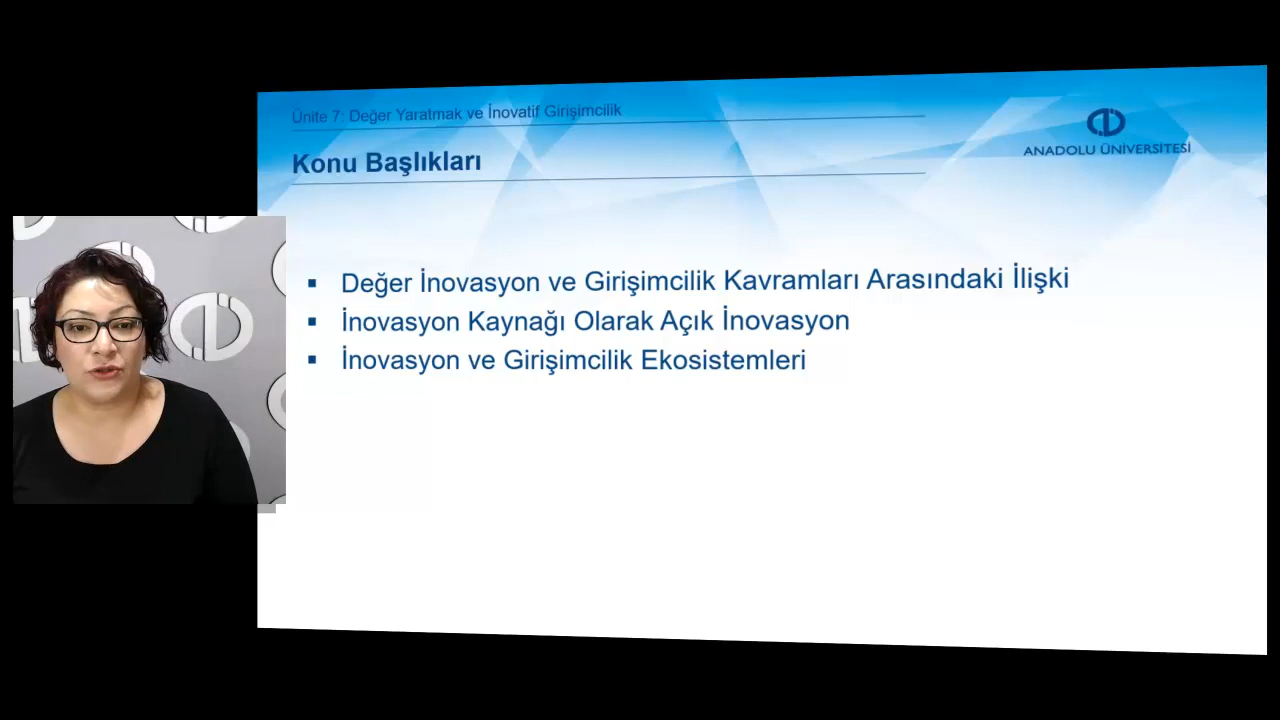 Ünite 7: Değer Yaratmak ve İnovatif Girişimcilik
Konu Başlıkları
ANADOLU ÜNİVERSİTESİ
▪ Değer İnovasyon ve Girişimcilik Kavramları Arasındaki İlişki
▪ İnovasyon Kaynağı Olarak Açık İnovasyon
▪ İnovasyon ve Girişimcilik Ekosistemleri